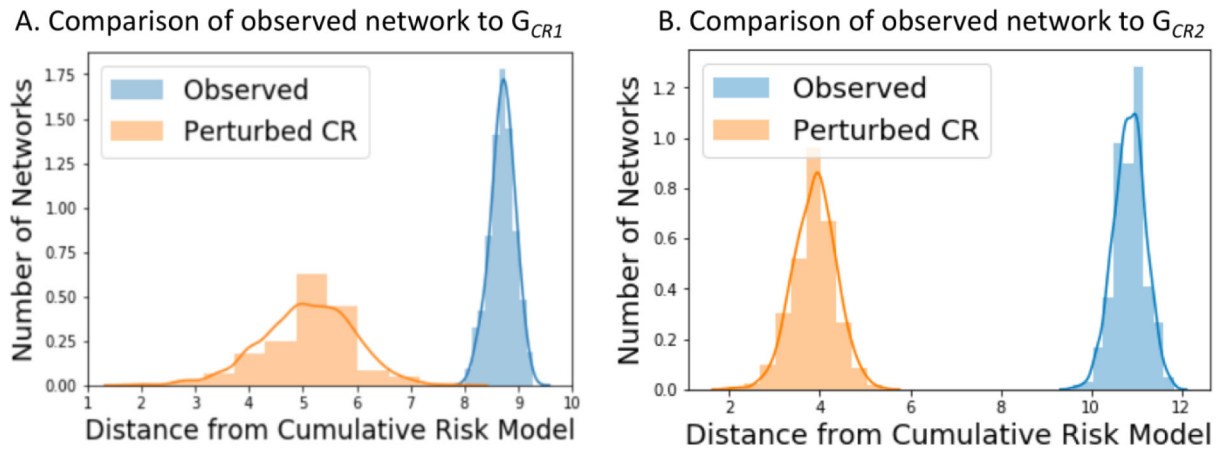 A. Comparison of observed network to GCR1
Number of Networks
1.75
1.50
1.25
1.00
0.75
0.50
0.25
0.00
Observed
Perturbed CR
1 2 3 4 5 6 7 8 9 10
Distance from Cumulative Risk Model
B. Comparison of observed network to GCR2
Number of Networks
1.2
1.0
0.8
0.6
0.4
0.2
0.0
Observed
Perturbed CR
2 4 6 8 10 12
Distance from Cumulative Risk Model